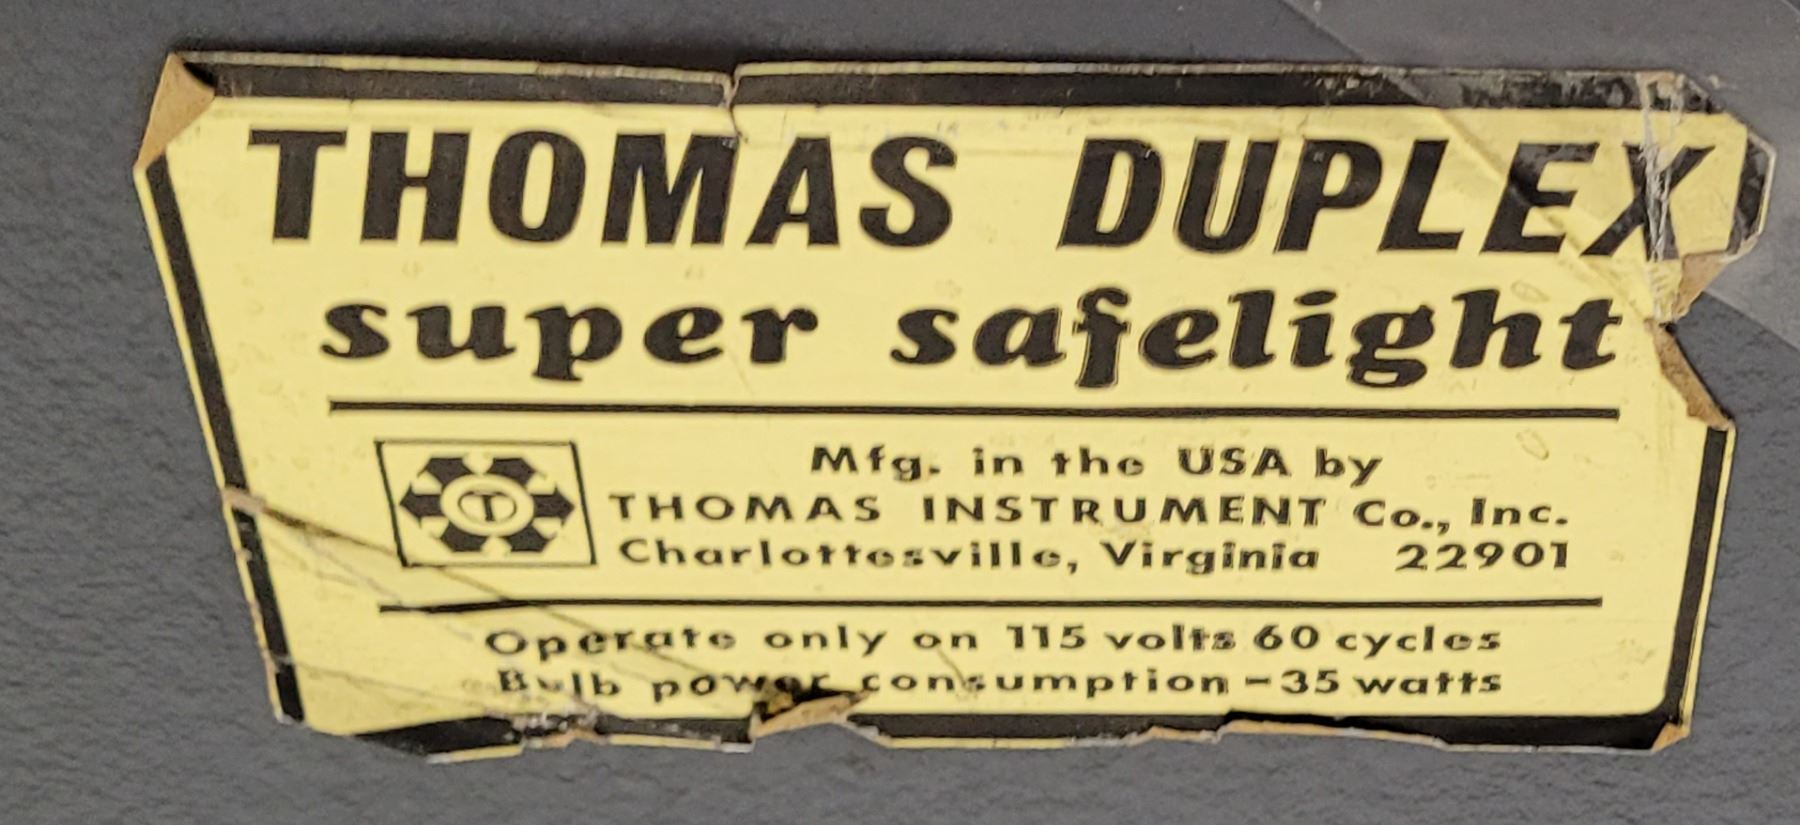 THOMAS DUPLEX
super safelight
T
Mfg. in the USA by
THOMAS INSTRUMENT Co., Inc.
Charlottesville, Virginia 22901
Operate only on 115 volts 60 cycles
Bulb power consumption - 35 watts